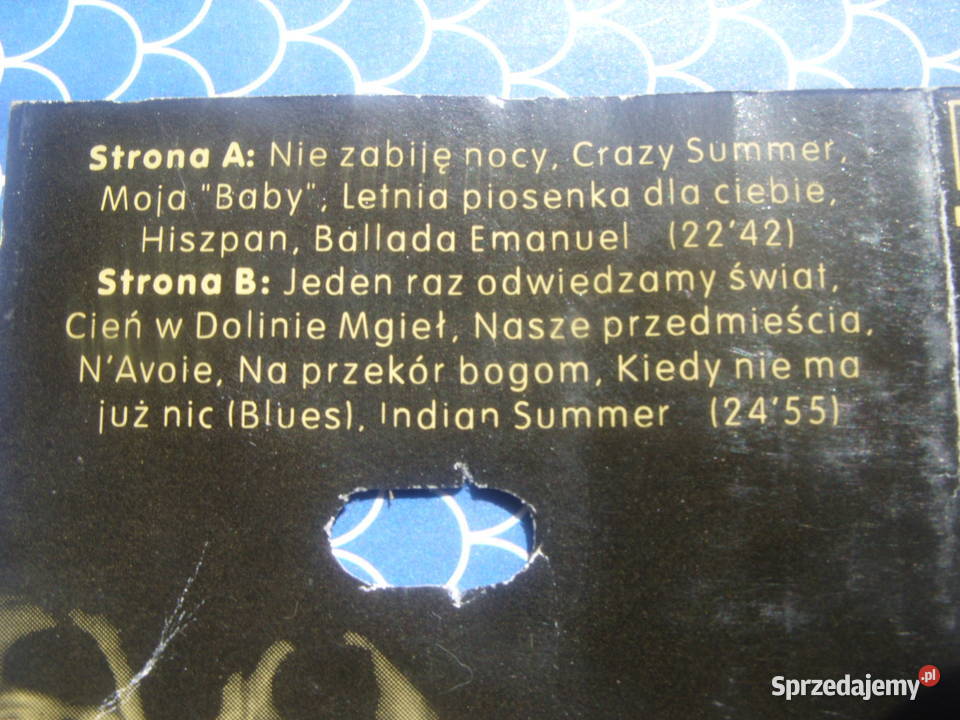 Strona A: Nie zabiję nocy, Crazy Summer,
Moja "Baby", Letnia piosenka dla ciebie,
Hiszpan, Ballada Emanuel (22'42)
Strona B: Jeden raz odwiedzamy świat,
Cień w Dolinie Mgieł, Nasze przedmieścia,
N'Avoie, Na przekór bogom, Kiedy nie ma
już nic (Blues), Indian Summer (24'55)
Sprzedajemy.pl